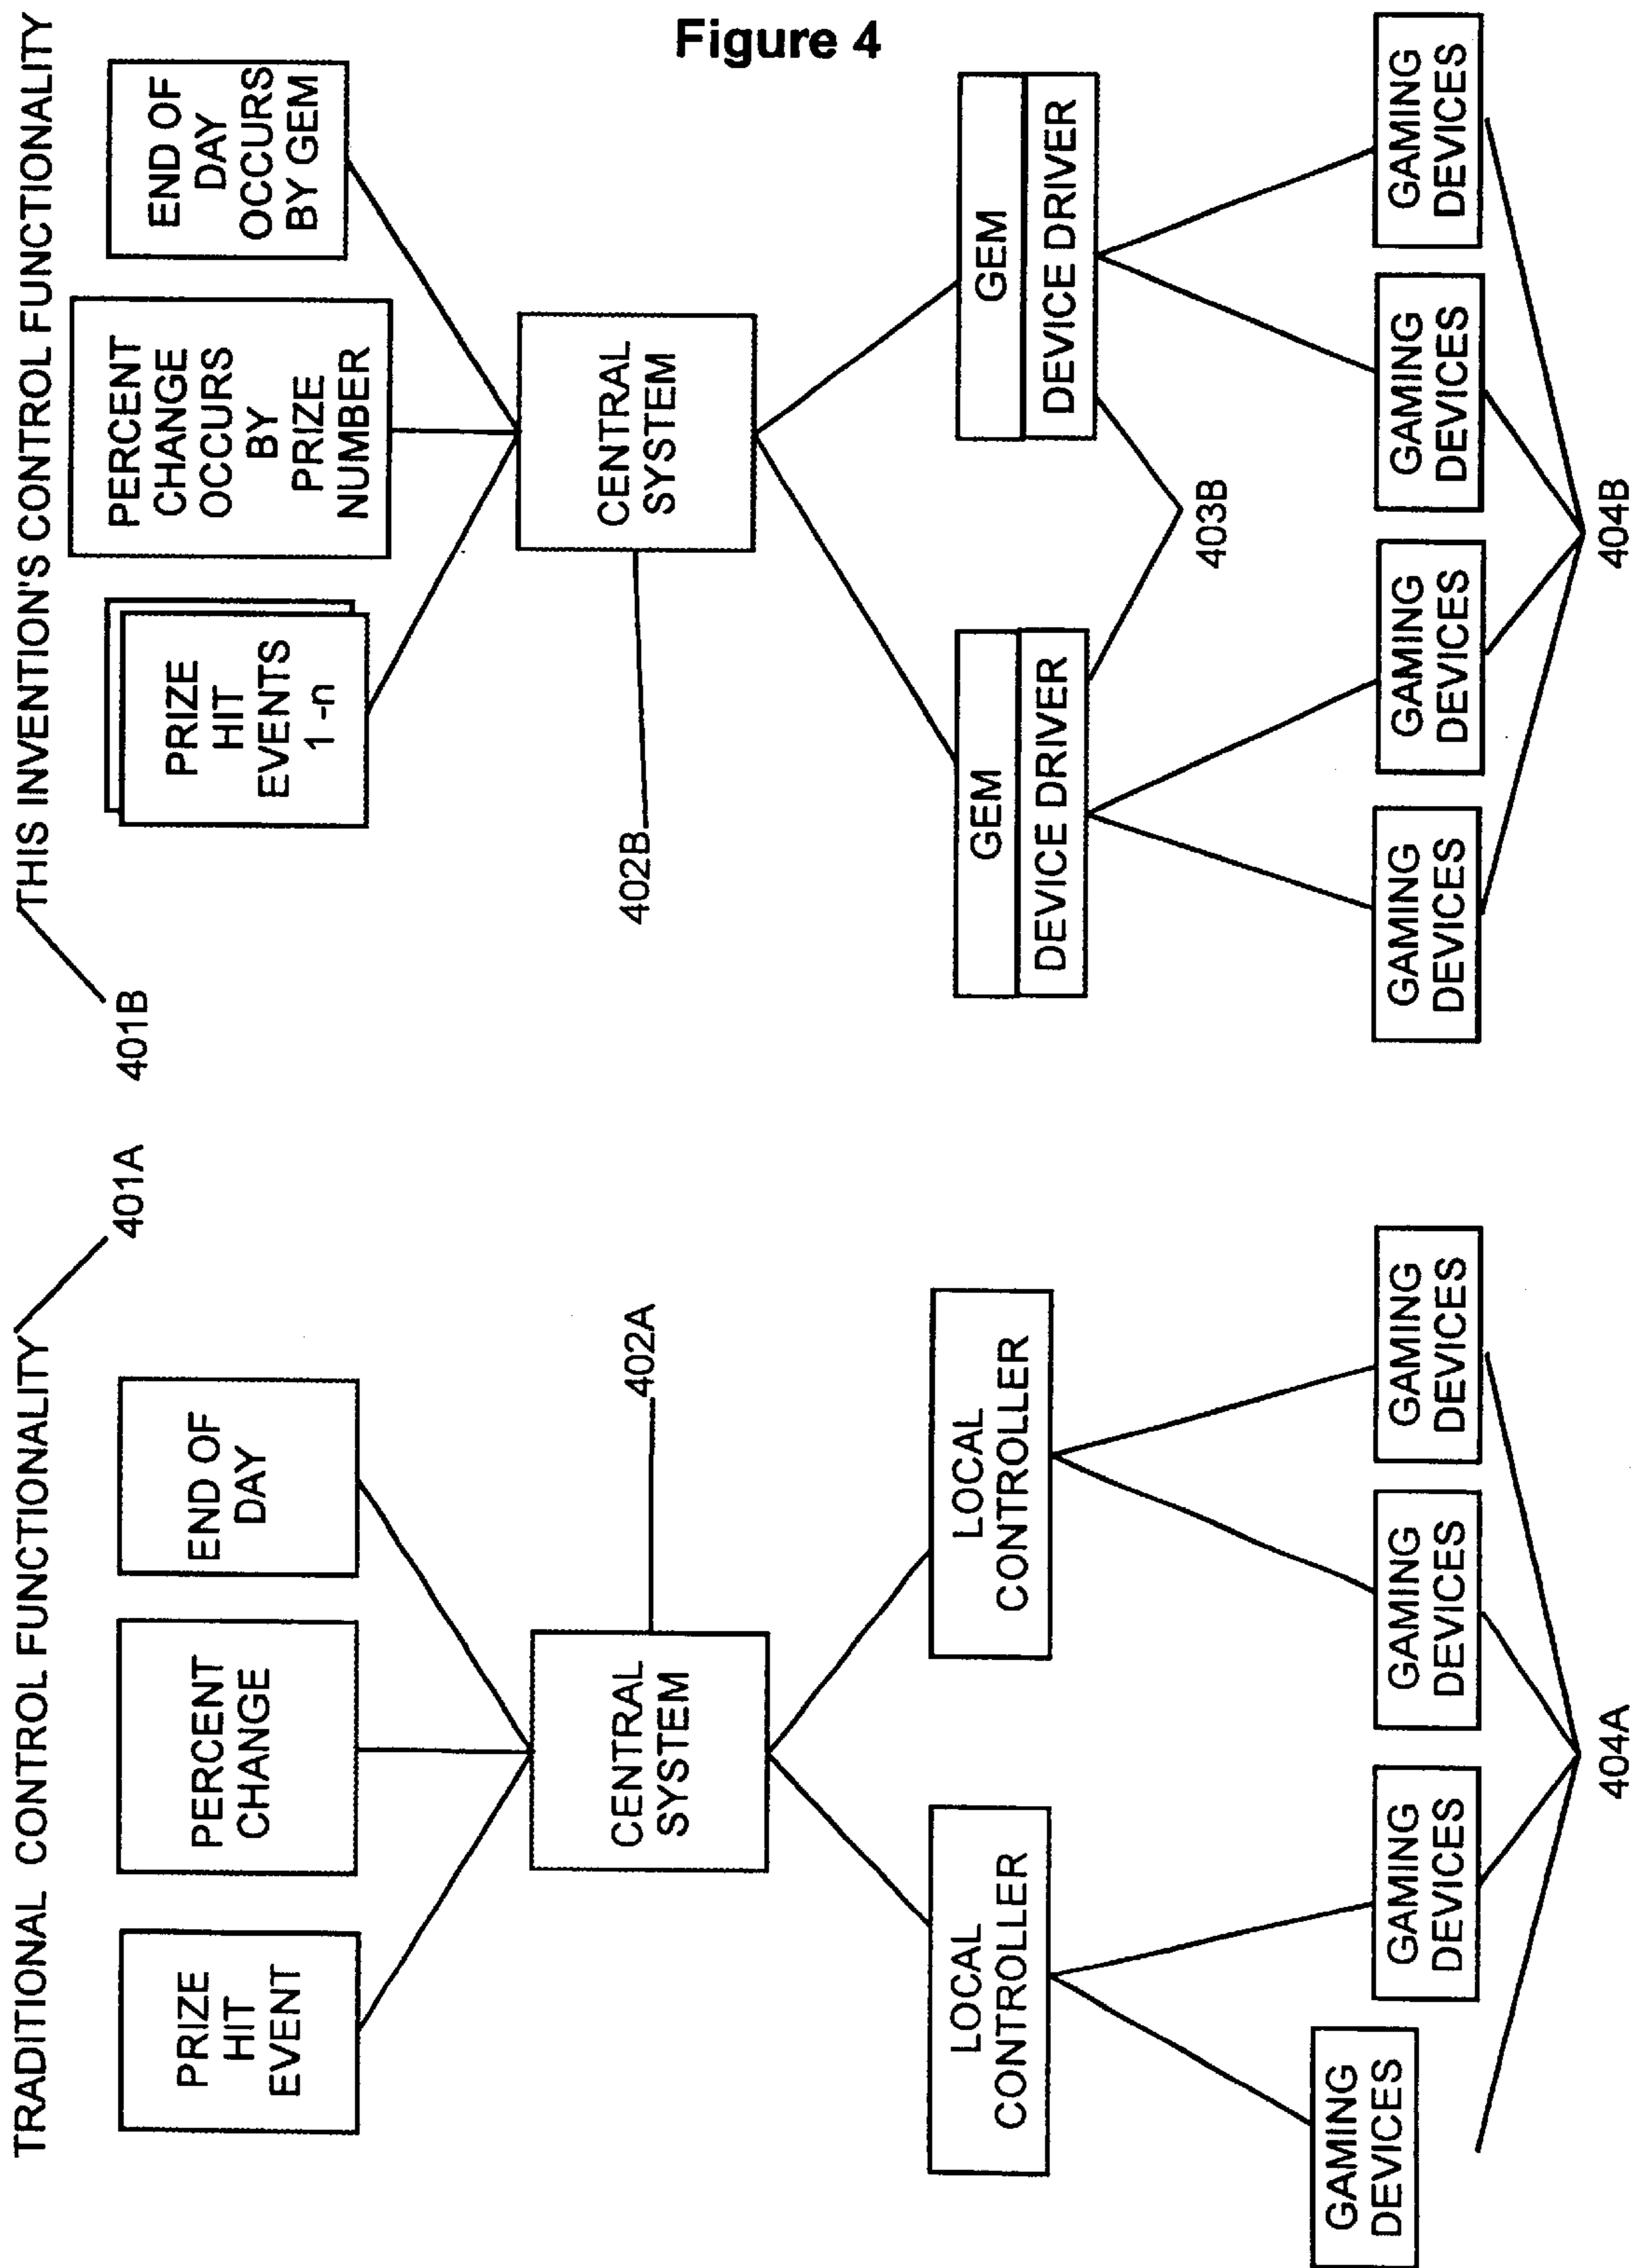 Figure 4
TRADITIONAL CONTROL FUNCTIONALITY
401A
PRIZE
HIT
EVENT
PERCENT
CHANGE
END OF
DAY
CENTRAL
SYSTEM
402A
LOCAL
CONTROLLER
LOCAL
CONTROLLER
GAMING
DEVICES
GAMING
DEVICES
GAMING
DEVICES
GAMING
DEVICES
404A
THIS INVENTION'S CONTROL FUNCTIONALITY
401B
PRIZE
HIT
EVENTS
1 -n
PERCENT
CHANGE
OCCURS
BY
PRIZE
NUMBER
END OF
DAY
OCCURS
BY GEM
CENTRAL
SYSTEM
402B
GEM
DEVICE DRIVER
GEM
DEVICE DRIVER
403B
GAMING
DEVICES
GAMING
DEVICES
GAMING
DEVICES
GAMING
DEVICES
404B